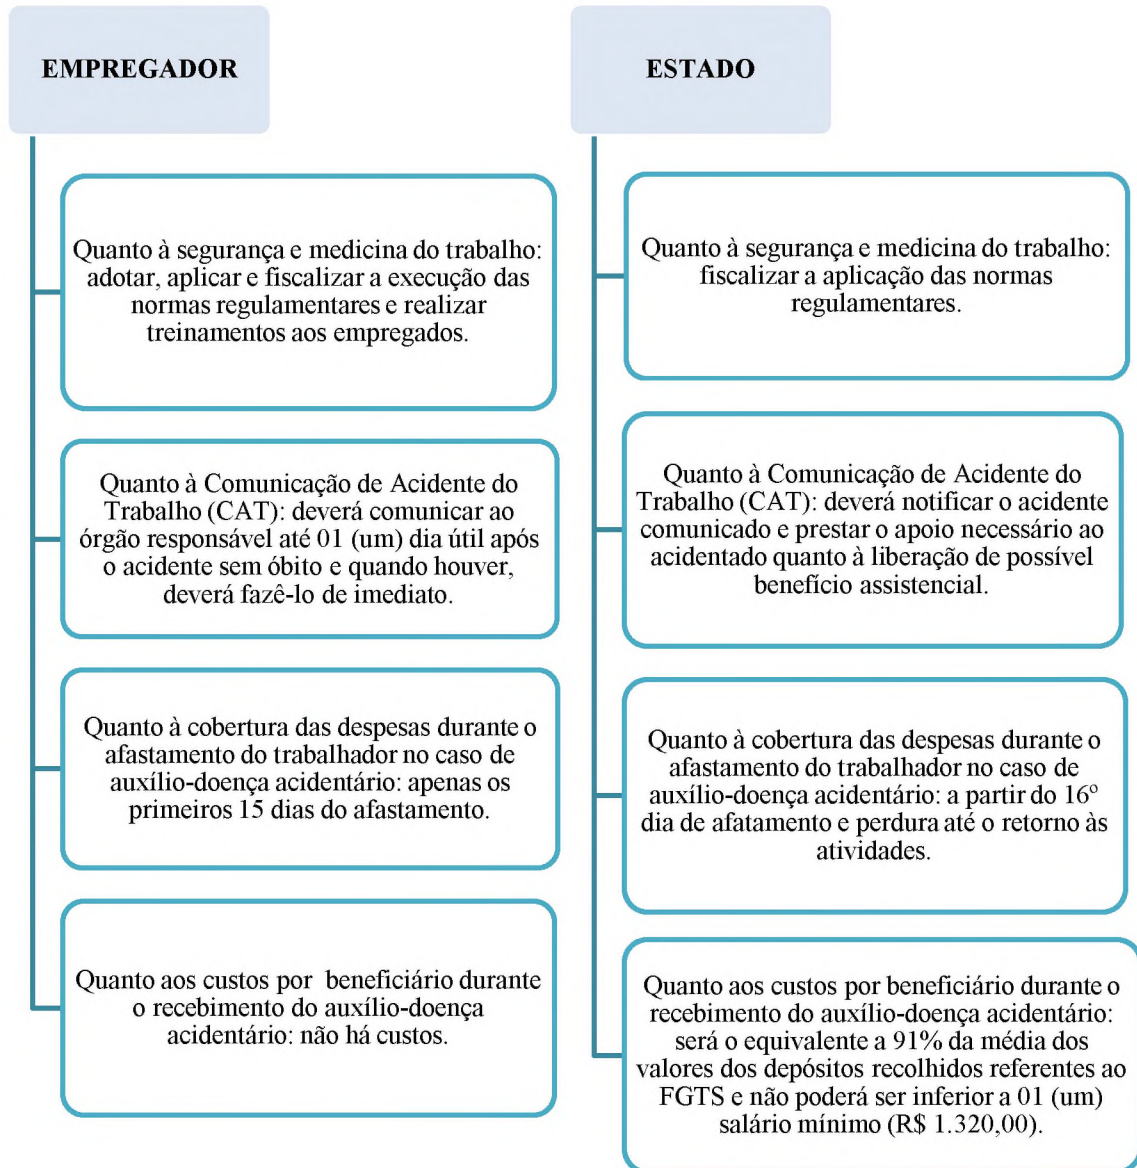 EMPREGADOR
Quanto à segurança e medicina do trabalho:
adotar, aplicar e fiscalizar a execução das
normas regulamentares e realizar
treinamentos aos empregados.
Quanto à Comunicação de Acidente do
Trabalho (CAT): deverá comunicar ao
órgão responsável até 01 (um) dia útil após
o acidente sem óbito e quando houver,
deverá fazê-lo de imediato.
Quanto à cobertura das despesas durante o
afastamento do trabalhador no caso de
auxílio-doença acidentário: apenas os
primeiros 15 dias do afastamento.
Quanto aos custos por beneficiário durante
o recebimento do auxílio-doença
acidentário: não há custos.
ESTADO
Quanto à segurança e medicina do trabalho:
fiscalizar a aplicação das normas
regulamentares.
Quanto à Comunicação de Acidente do
Trabalho (CAT): deverá notificar o acidente
comunicado e prestar o apoio necessário ao
acidentado quanto à liberação de possível
benefício assistencial.
Quanto à cobertura das despesas durante o
afastamento do trabalhador no caso de
auxílio-doença acidentário: a partir do 16º
dia de afatamento e perdura até o retorno às
atividades.
Quanto aos custos por beneficiário durante o
recebimento do auxílio-doença acidentário:
será o equivalente a 91% da média dos
valores dos depósitos recolhidos referentes ao
FGTS e não poderá ser inferior a 01 (um)
salário mínimo (R$ 1.320,00).